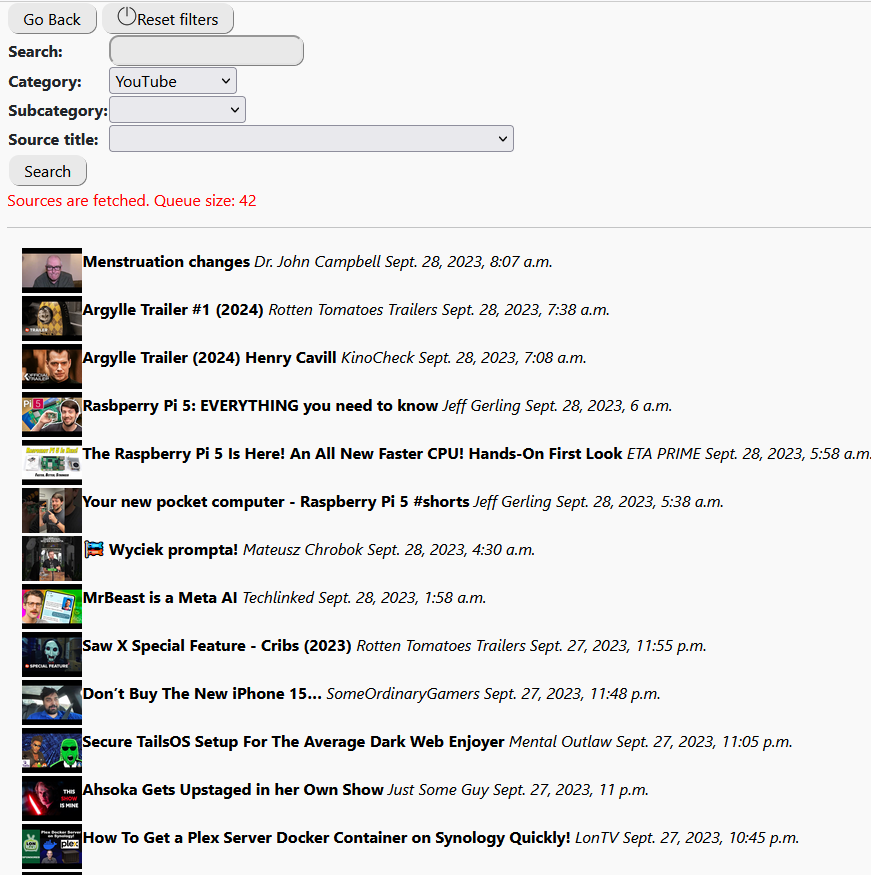 Go Back Reset filters
Search:
Category: YouTube
Subcategory:
Source title:
Search
Sources are fetched. Queue size: 42
Menstruation changes Dr. John Campbell Sept. 28, 2023, 8:07 a.m.
Argylle Trailer #1 (2024) Rotten Tomatoes Trailers Sept. 28, 2023, 7:38 a.m.
TRAILER
Argylle Trailer (2024) Henry Cavill KinoCheck Sept. 28, 2023, 7:08 a.m.
Pi 5
Rasbperry Pi 5: EVERYTHING you need to know Jeff Gerling Sept. 28, 2023, 6 a.m.
The Raspberry Pi 5 Is Here! An All New Faster CPU! Hands-On First Look ETA PRIME Sept. 28, 2023, 5:58 a.m.
Your new pocket computer - Raspberry Pi 5 #shorts Jeff Gerling Sept. 28, 2023, 5:38 a.m.
Wyciek prompta! Mateusz Chrobok Sept. 28, 2023, 4:30 a.m.
MrBeast is a Meta AI Techlinked Sept. 28, 2023, 1:58 a.m.
Saw X Special Feature - Cribs (2023) Rotten Tomatoes Trailers Sept. 27, 2023, 11:55 p.m.
SPECIAL FEATURE
Don’t Buy The New iPhone 15… SomeOrdinaryGamers Sept. 27, 2023, 11:48 p.m.
Secure TailsOS Setup For The Average Dark Web Enjoyer Mental Outlaw Sept. 27, 2023, 11:05 p.m.
Ahsoka Gets Upstaged in her Own Show Just Some Guy Sept. 27, 2023, 11 p.m.
THIS
SHOW
IS MINE
How To Get a Plex Server Docker Container on Synology Quickly! LonTV Sept. 27, 2023, 10:45 p.m.
plex